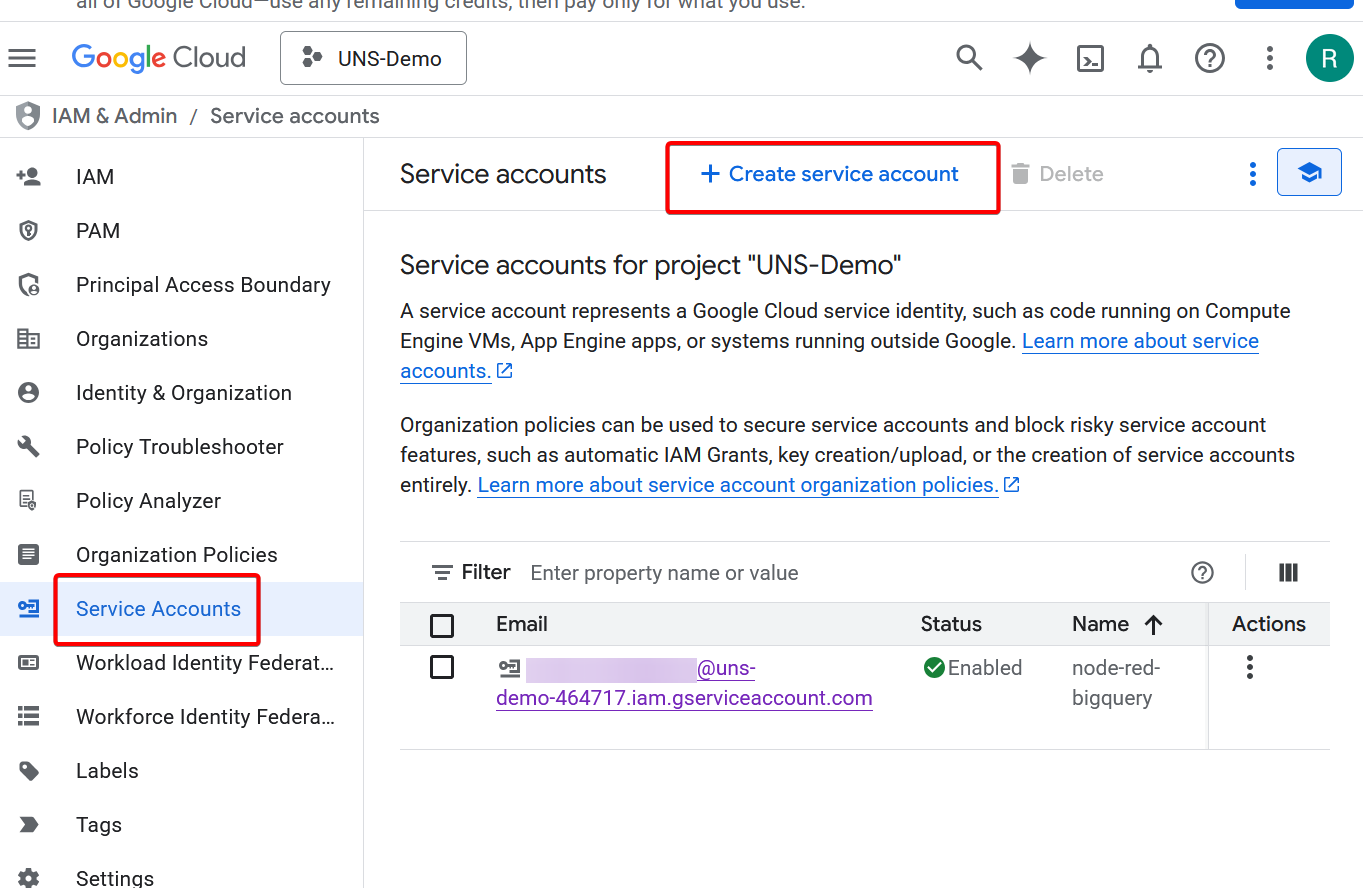 all of Google Cloud—use any remaining credits, then pay only for what you use.
Google Cloud
UNS-Demo
R
IAM & Admin / Service accounts
IAM
PAM
Principal Access Boundary
Organizations
Identity & Organization
Policy Troubleshooter
Policy Analyzer
Organization Policies
Service Accounts
Workload Identity Federat...
Workforce Identity Federa...
Labels
Tags
Settings
Service accounts
+ Create service account
Delete
Service accounts for project "UNS-Demo"
A service account represents a Google Cloud service identity, such as code running on Compute
Engine VMs, App Engine apps, or systems running outside Google. Learn more about service
accounts.
Organization policies can be used to secure service accounts and block risky service account
features, such as automatic IAM Grants, key creation/upload, or the creation of service accounts
entirely. Learn more about service account organization policies.
Filter Enter property name or value
Email Status Name Actions
@uns-
demo-464717.iam.gserviceaccount.com
Enabled
node-red-
bigquery